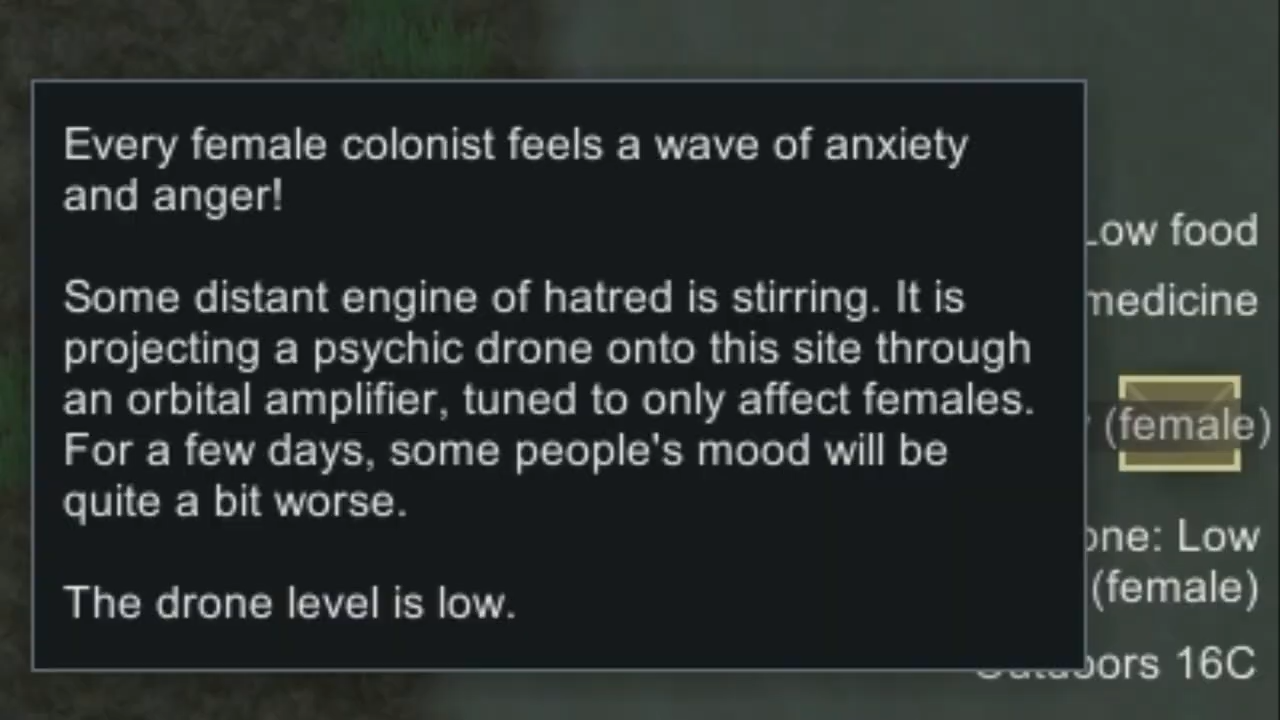 Every female colonist feels a wave of anxiety
and anger!
Some distant engine of hatred is stirring. It is
projecting a psychic drone onto this site through
an orbital amplifier, tuned to only affect females.
For a few days, some people's mood will be
quite a bit worse.
The drone level is low.
Low food
medicine
(female)
Low
(female)
16C